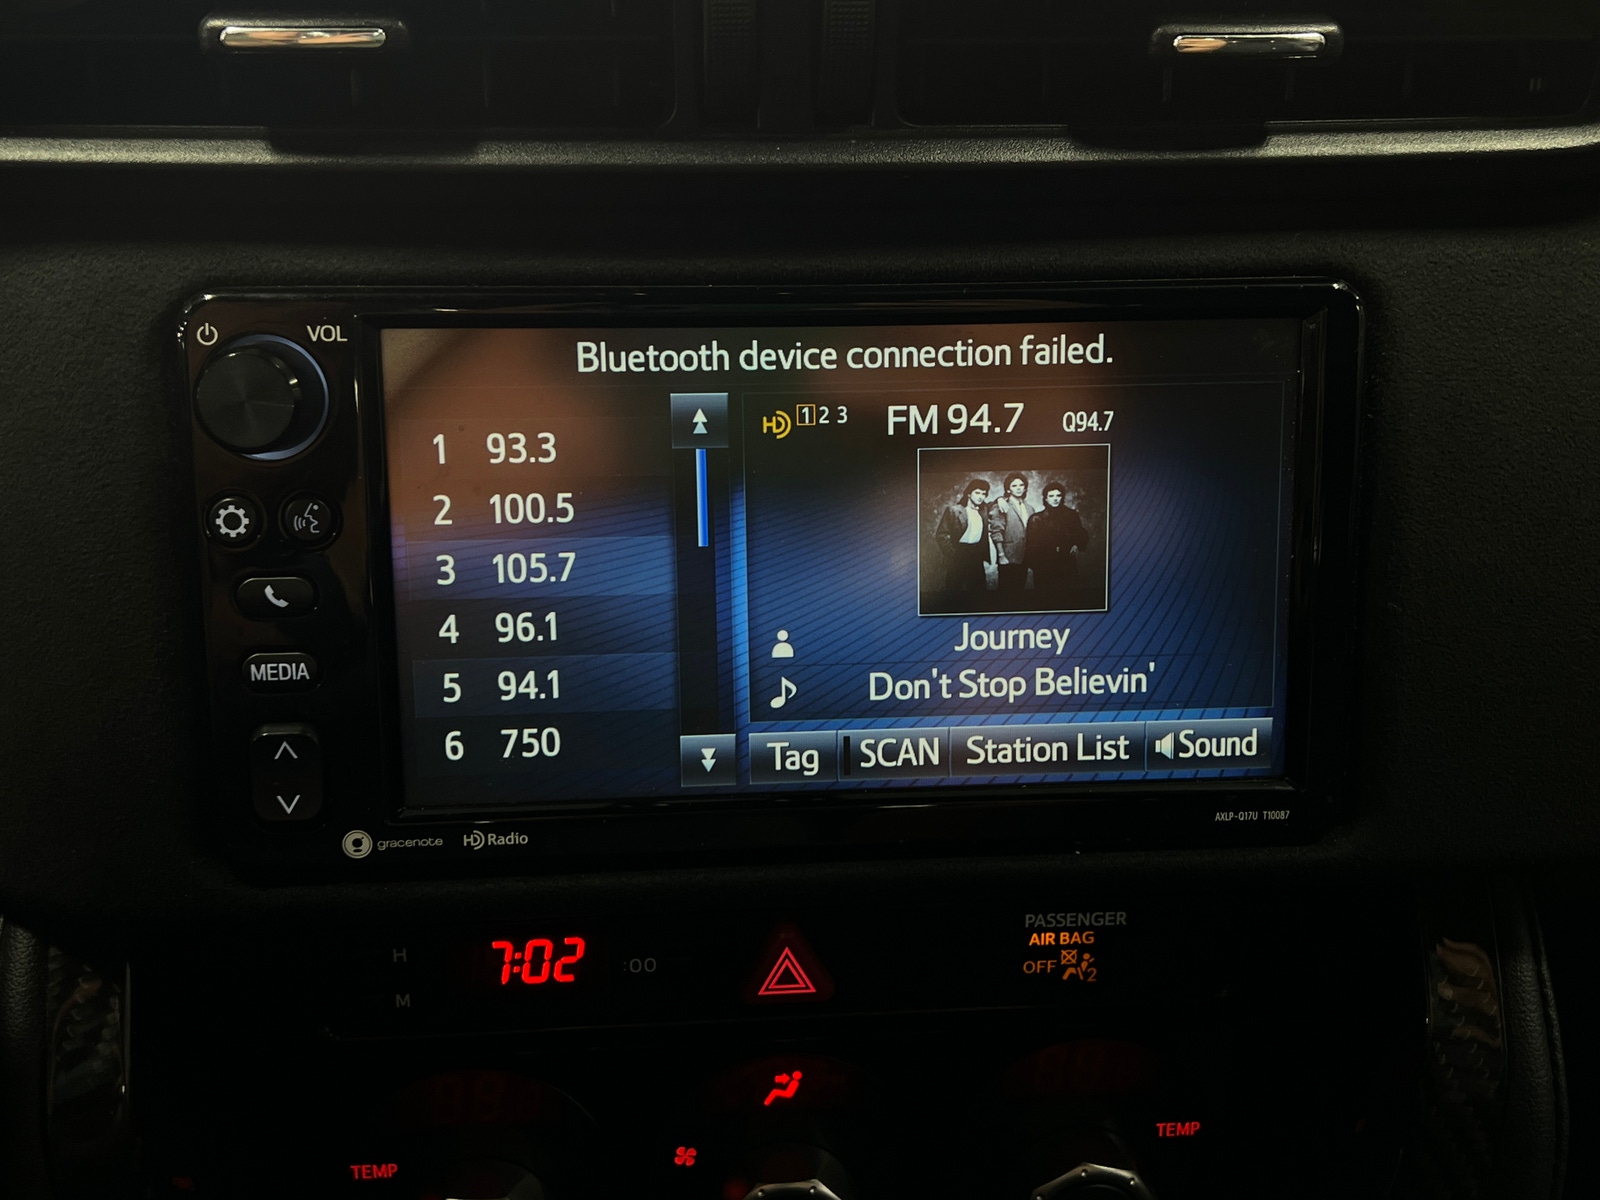 VOL
Bluetooth device connection failed.
1 93.3
2 100.5
3 105.7
4 96.1
5 94.1
6 750
HD 1 2 3 FM 94.7 Q94.7
Journey
Don't Stop Believin'
Tag SCAN Station List Sound
MEDIA
gracenote HD Radio
AXLP-Q17U T10087
H 7:02 :00
M
PASSENGER
AIR BAG
OFF 2
TEMP
TEMP